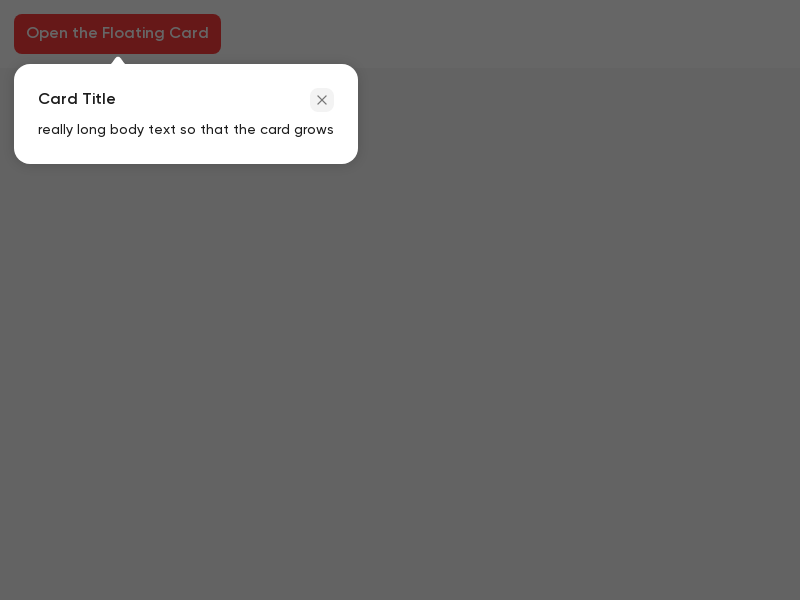 Open the Floating Card
Card Title
really long body text so that the card grows